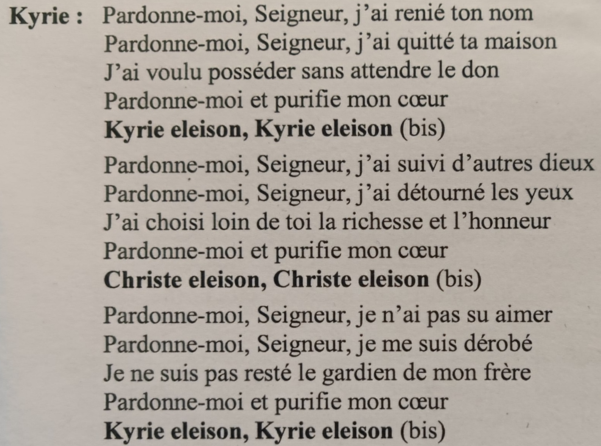 Kyrie : Pardonne-moi, Seigneur, j'ai renié ton nom
Pardonne-moi, Seigneur, j'ai quitté ta maison
J'ai voulu posséder sans attendre le don
Pardonne-moi et purifie mon cœur
Kyrie eleison, Kyrie eleison (bis)
Pardonne-moi, Seigneur, j'ai suivi d'autres dieux
Pardonne-moi, Seigneur, j'ai détourné les yeux
J'ai choisi loin de toi la richesse et l'honneur
Pardonne-moi et purifie mon cœur
Christe eleison, Christe eleison (bis)
Pardonne-moi, Seigneur, je n'ai pas su aimer
Pardonne-moi, Seigneur, je me suis dérobé
Je ne suis pas resté le gardien de mon frère
Pardonne-moi et purifie mon cœur
Kyrie eleison, Kyrie eleison (bis)